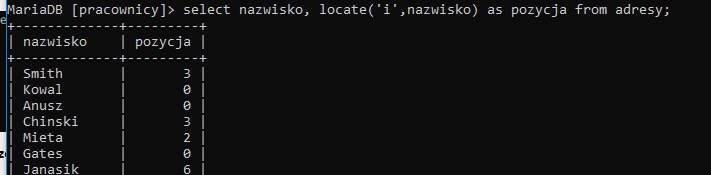 MariaDB [pracownicy]> select nazwisko, locate('i',nazwisko) as pozycja from adresy;
+-------------+---------+
| nazwisko    | pozycja |
+-------------+---------+
| Smith       |       3 |
| Kowal       |       0 |
| Anusz       |       0 |
| Chinski     |       3 |
| Mieta       |       2 |
| Gates       |       0 |
| Janasik     |       6 |